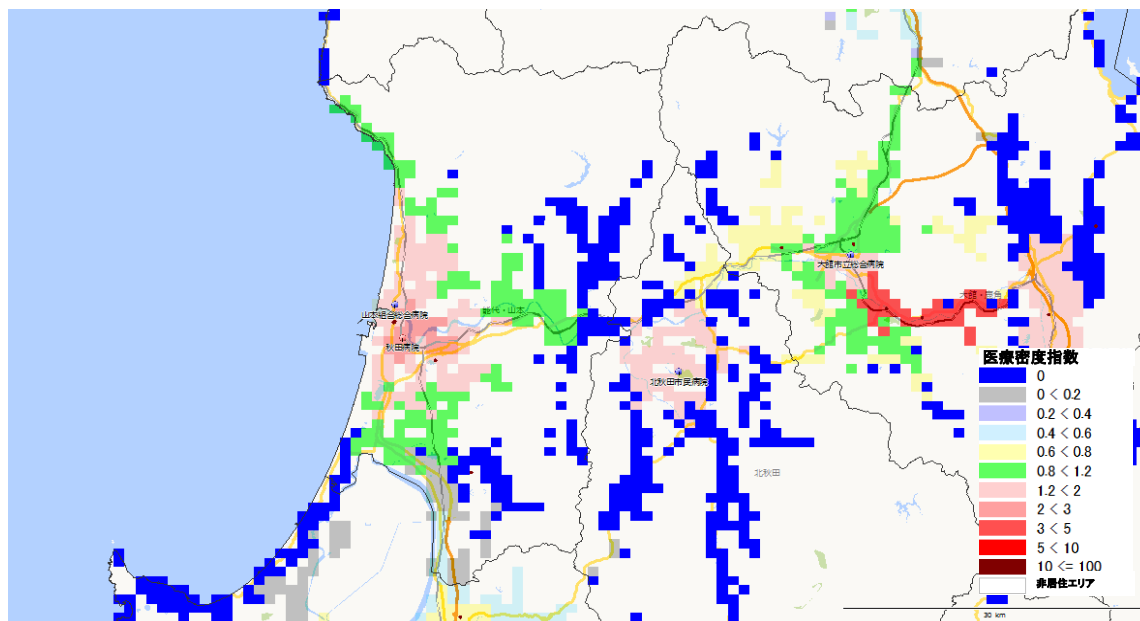 大館市立総合病院
大館・鹿角
能代・山本
山本組合総合病院
秋田病院
北秋田市民病院
北秋田
医療密度指数
0
0 < 0.2
0.2 < 0.4
0.4 < 0.6
0.6 < 0.8
0.8 < 1.2
1.2 < 2
2 < 3
3 < 5
5 < 10
10 <= 100
非居住エリア
30 km